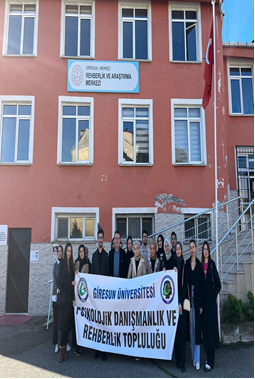 GİRESUN - MERKEZ
REHBERLİK VE ARAŞTIRMA
MERKEZİ
GİRESUN ÜNİVERSİTESİ
PSİKOLOJİK DANIŞMANLIK VE
REHBERLİK TOPLULUĞU